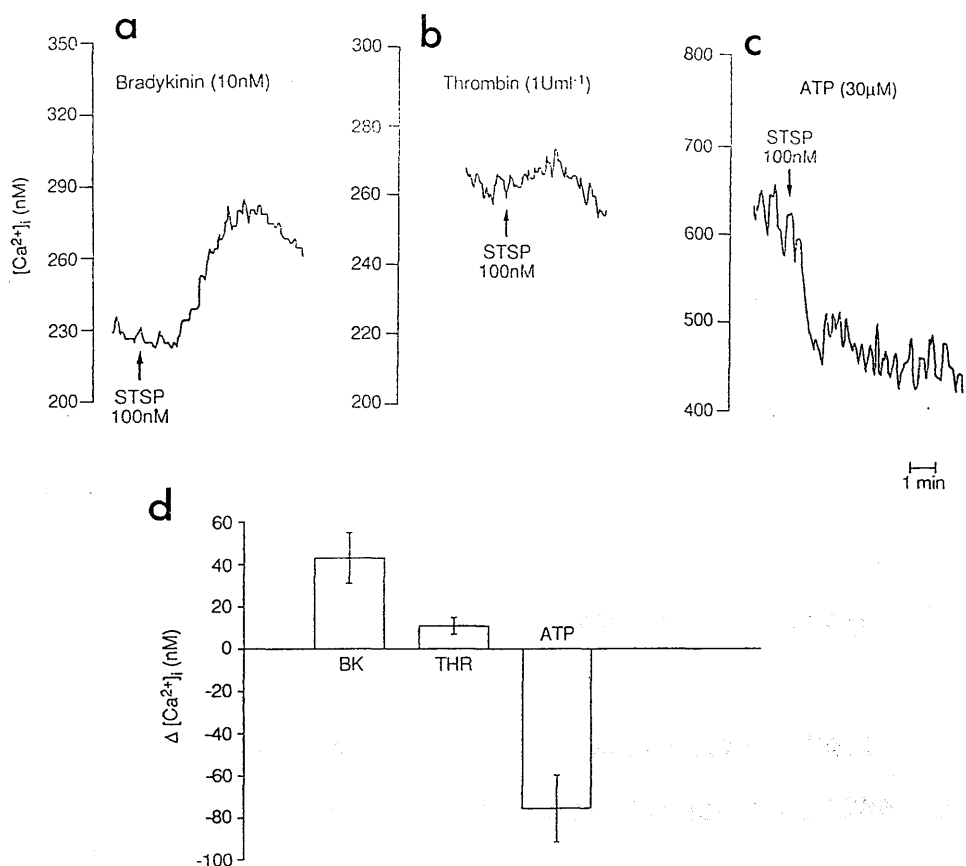 a
Bradykinin (10nM)
350
320
290
260
230
200
[Ca²⁺]ᵢ (nM)
STSP
100nM
b
Thrombin (1Uml⁻¹)
300
280
260
240
220
200
STSP
100nM
c
ATP (30µM)
800
700
600
500
400
STSP
100nM
1 min
d
60
40
20
0
-20
-40
-60
-80
-100
Δ [Ca²⁺]ᵢ (nM)
BK
THR
ATP